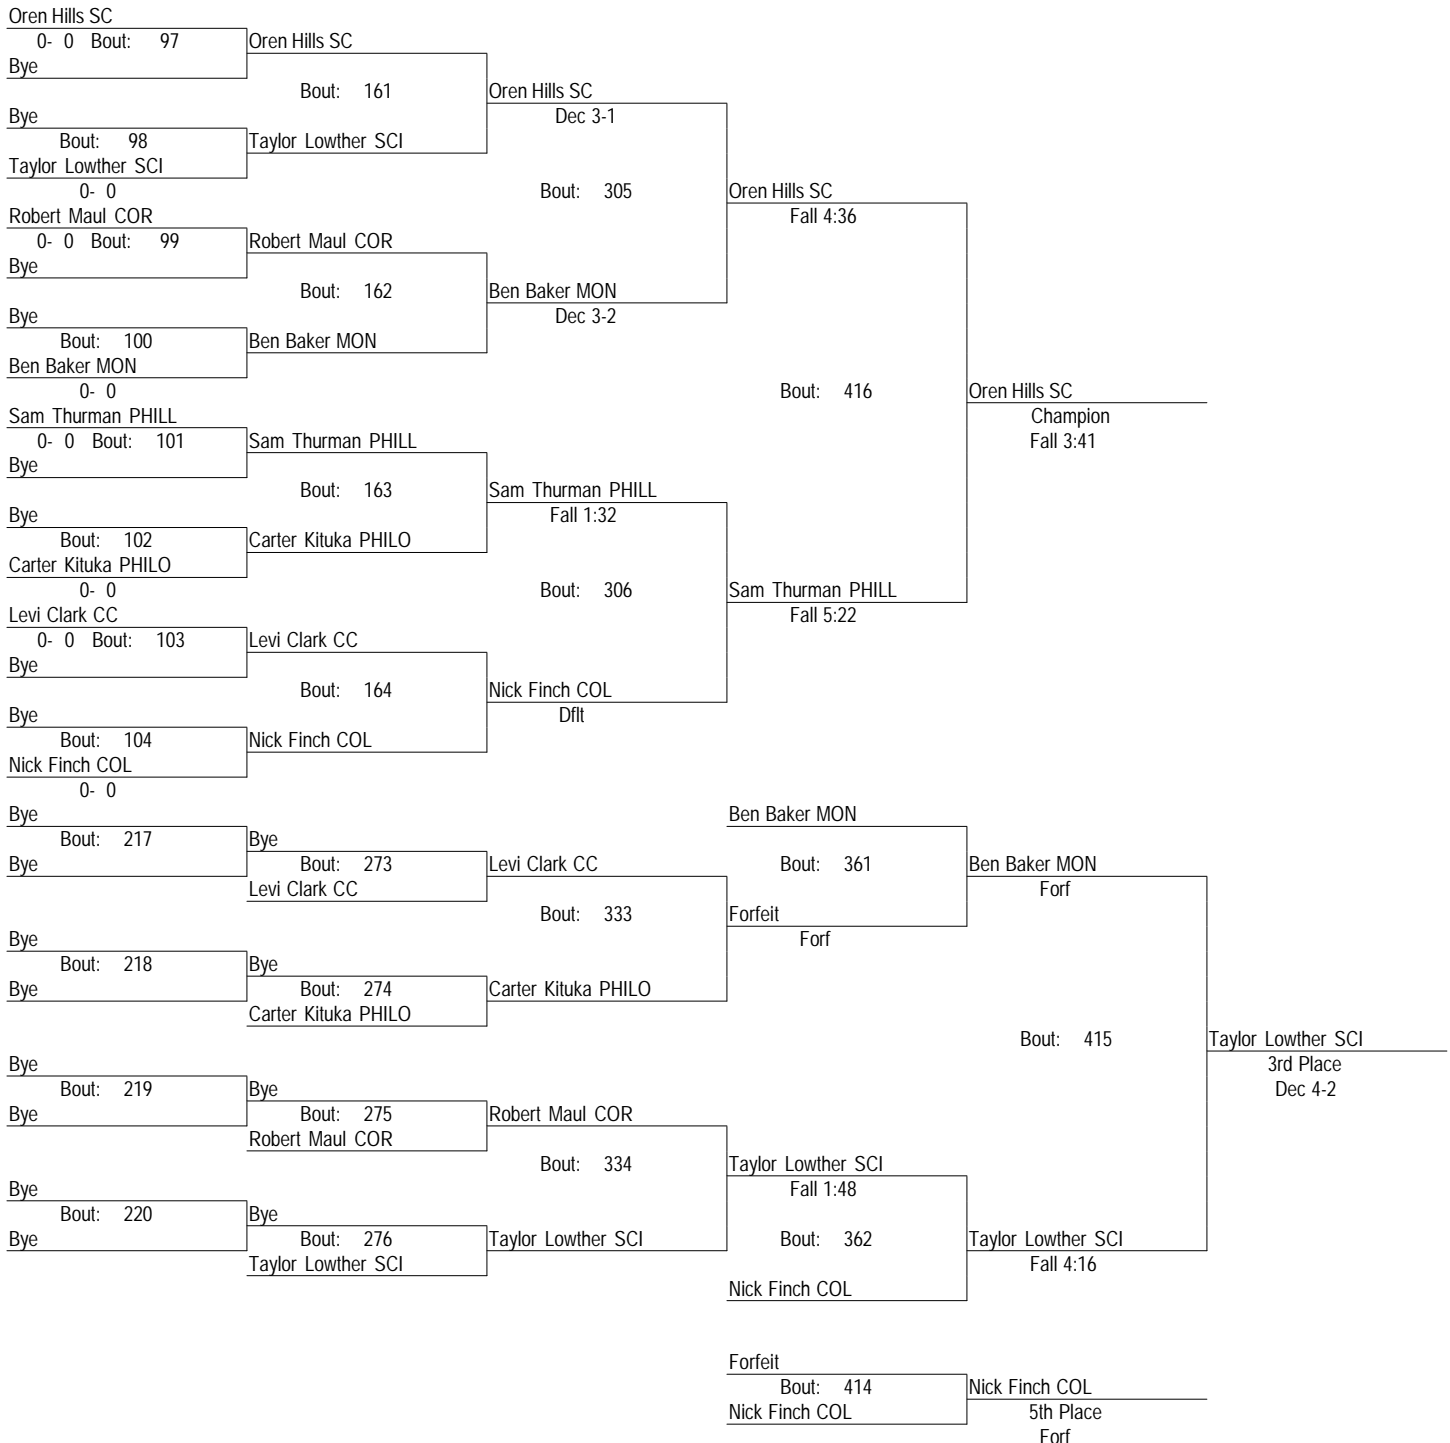 Oren Hills SC
0- 0 Bout: 97 Oren Hills SC
Bye
Bout: 161 Oren Hills SC
Bye Dec 3-1
Bout: 98 Taylor Lowther SCI
Taylor Lowther SCI
0- 0 Bout: 305 Oren Hills SC
Robert Maul COR Fall 4:36
0- 0 Bout: 99 Robert Maul COR
Bye
Bout: 162 Ben Baker MON
Bye Dec 3-2
Bout: 100 Ben Baker MON
Ben Baker MON
0- 0 Bout: 416 Oren Hills SC
Sam Thurman PHILL Champion
0- 0 Bout: 101 Sam Thurman PHILL Fall 3:41
Bye
Bout: 163 Sam Thurman PHILL
Bye Fall 1:32
Bout: 102 Carter Kituka PHILO
Carter Kituka PHILO
0- 0 Bout: 306 Sam Thurman PHILL
Levi Clark CC Fall 5:22
0- 0 Bout: 103 Levi Clark CC
Bye
Bout: 164 Nick Finch COL
Bye Dflt
Bout: 104 Nick Finch COL
Nick Finch COL
0- 0
Bye Ben Baker MON
Bout: 217 Bye
Bye Bout: 273 Levi Clark CC Bout: 361 Ben Baker MON
Levi Clark CC Forf
Bout: 333 Forfeit
Bye Forf
Bout: 218 Bye
Bye Bout: 274 Carter Kituka PHILO
Carter Kituka PHILO
Bout: 415 Taylor Lowther SCI
Bye 3rd Place
Bout: 219 Bye Dec 4-2
Bye Bout: 275 Robert Maul COR
Robert Maul COR
Bout: 334 Taylor Lowther SCI
Bye Fall 1:48
Bout: 220 Bye
Bye Bout: 276 Taylor Lowther SCI Bout: 362 Taylor Lowther SCI
Taylor Lowther SCI Fall 4:16
Nick Finch COL
Forfeit
Bout: 414 Nick Finch COL
Nick Finch COL 5th Place
Forf